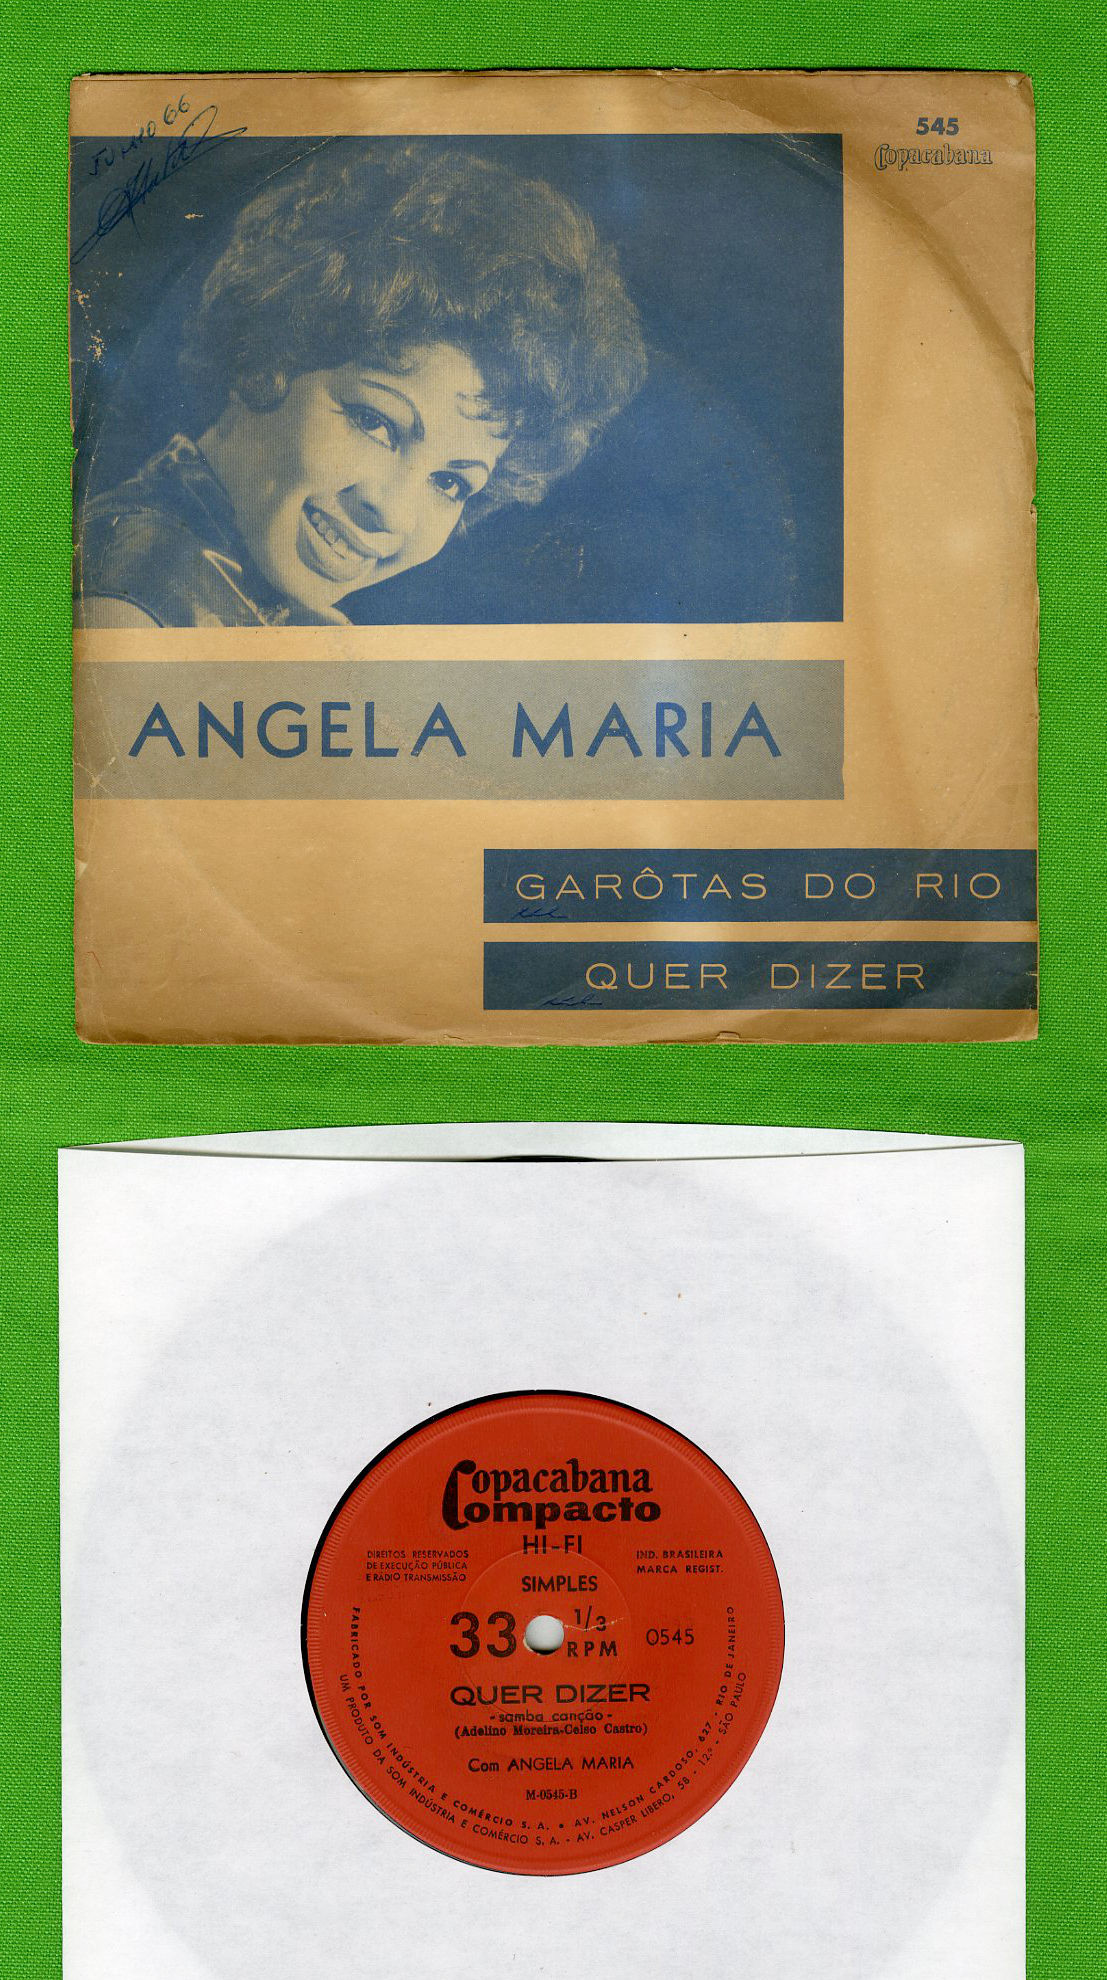 66
545
Copacabana
ANGELA MARIA
GARÔTAS DO RIO
QUER DIZER
Copacabana
Compacto
HI-FI
DIREITOS RESERVADOS
DE EXECUÇÃO PÚBLICA
E RÁDIO TRANSMISSÃO
IND. BRASILEIRA
MARCA REGIST.
SIMPLES
33 1/3
RPM
0545
QUER DIZER
- samba canção -
(Adelino Moreira-Celso Castro)
Com ANGELA MARIA
M-0545-B
FABRICADO POR SOM INDÚSTRIA E COMÉRCIO S. A. • AV. NELSON CARDOSO, 627 - RIO DE JANEIRO
UM PRODUTO DA SOM INDÚSTRIA E COMÉRCIO S. A. - AV. CASPER LIBERO, 58 - 12.º - SÃO PAULO